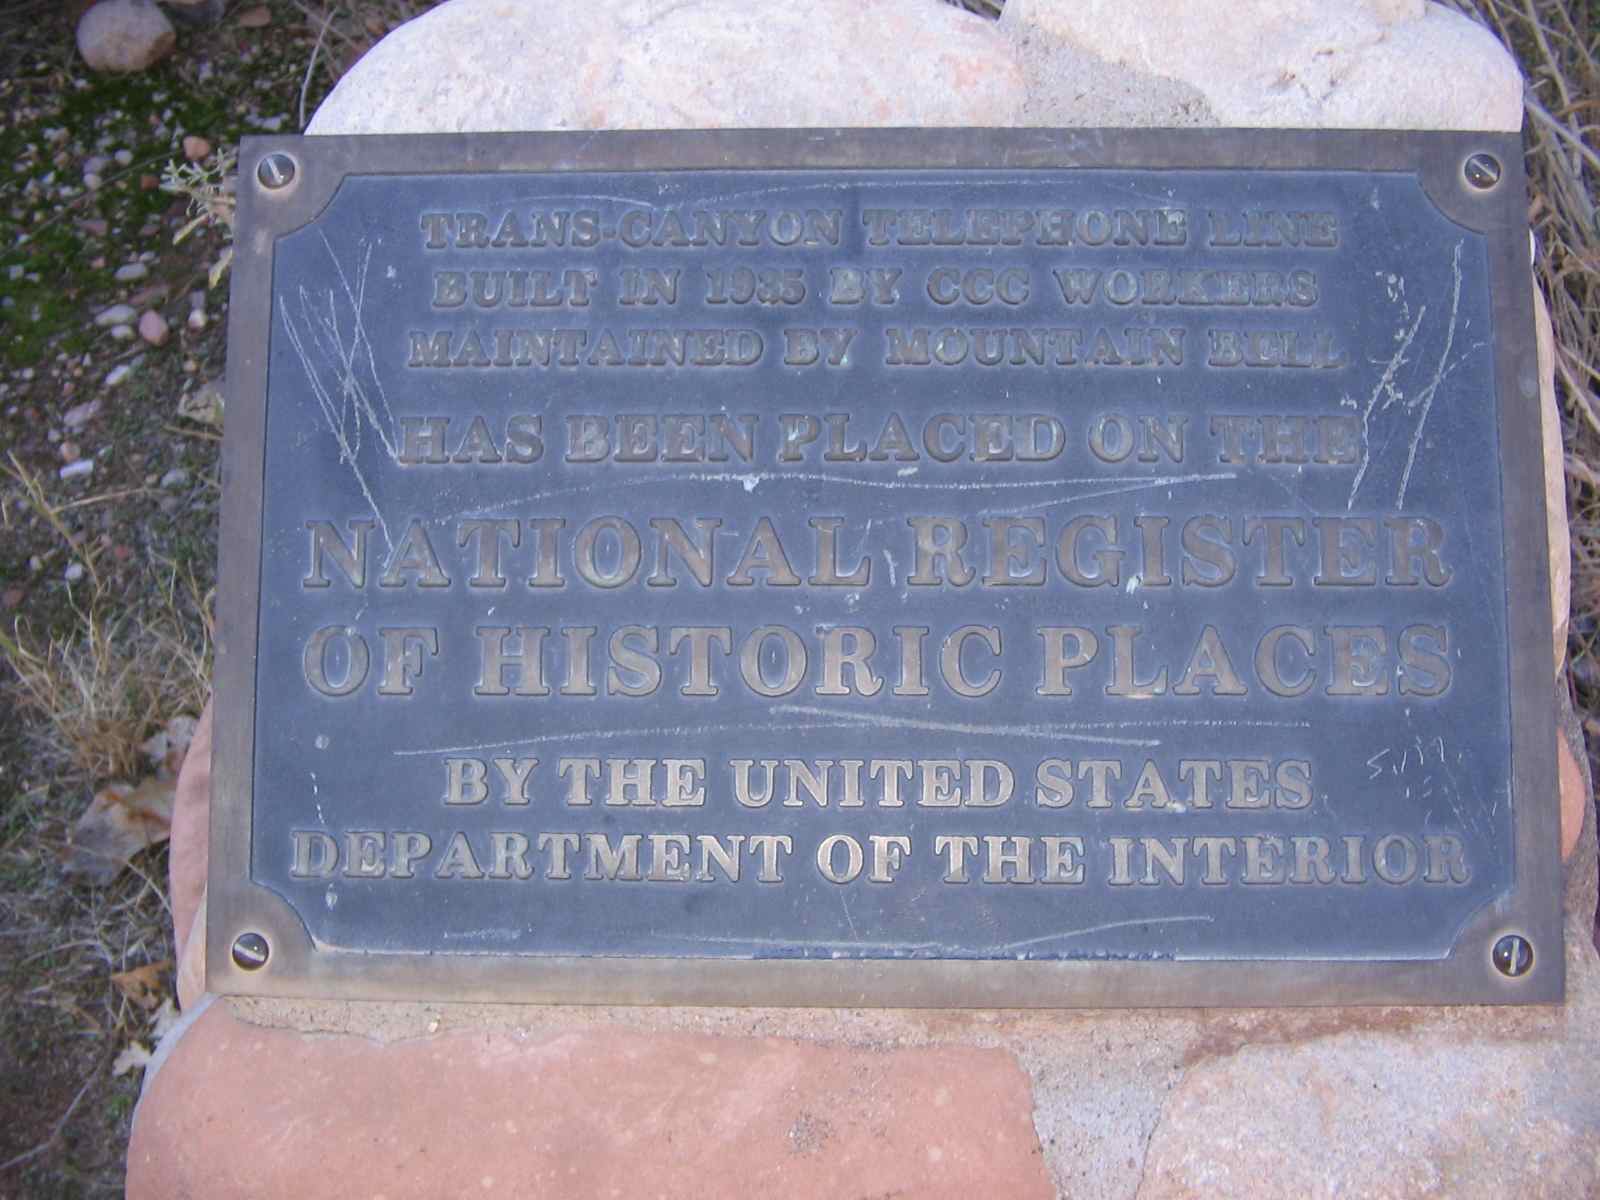 TRANS-CANYON TELEPHONE LINE
BUILT IN 1935 BY CCC WORKERS
MAINTAINED BY MOUNTAIN BELL
HAS BEEN PLACED ON THE
NATIONAL REGISTER
OF HISTORIC PLACES
BY THE UNITED STATES
DEPARTMENT OF THE INTERIOR